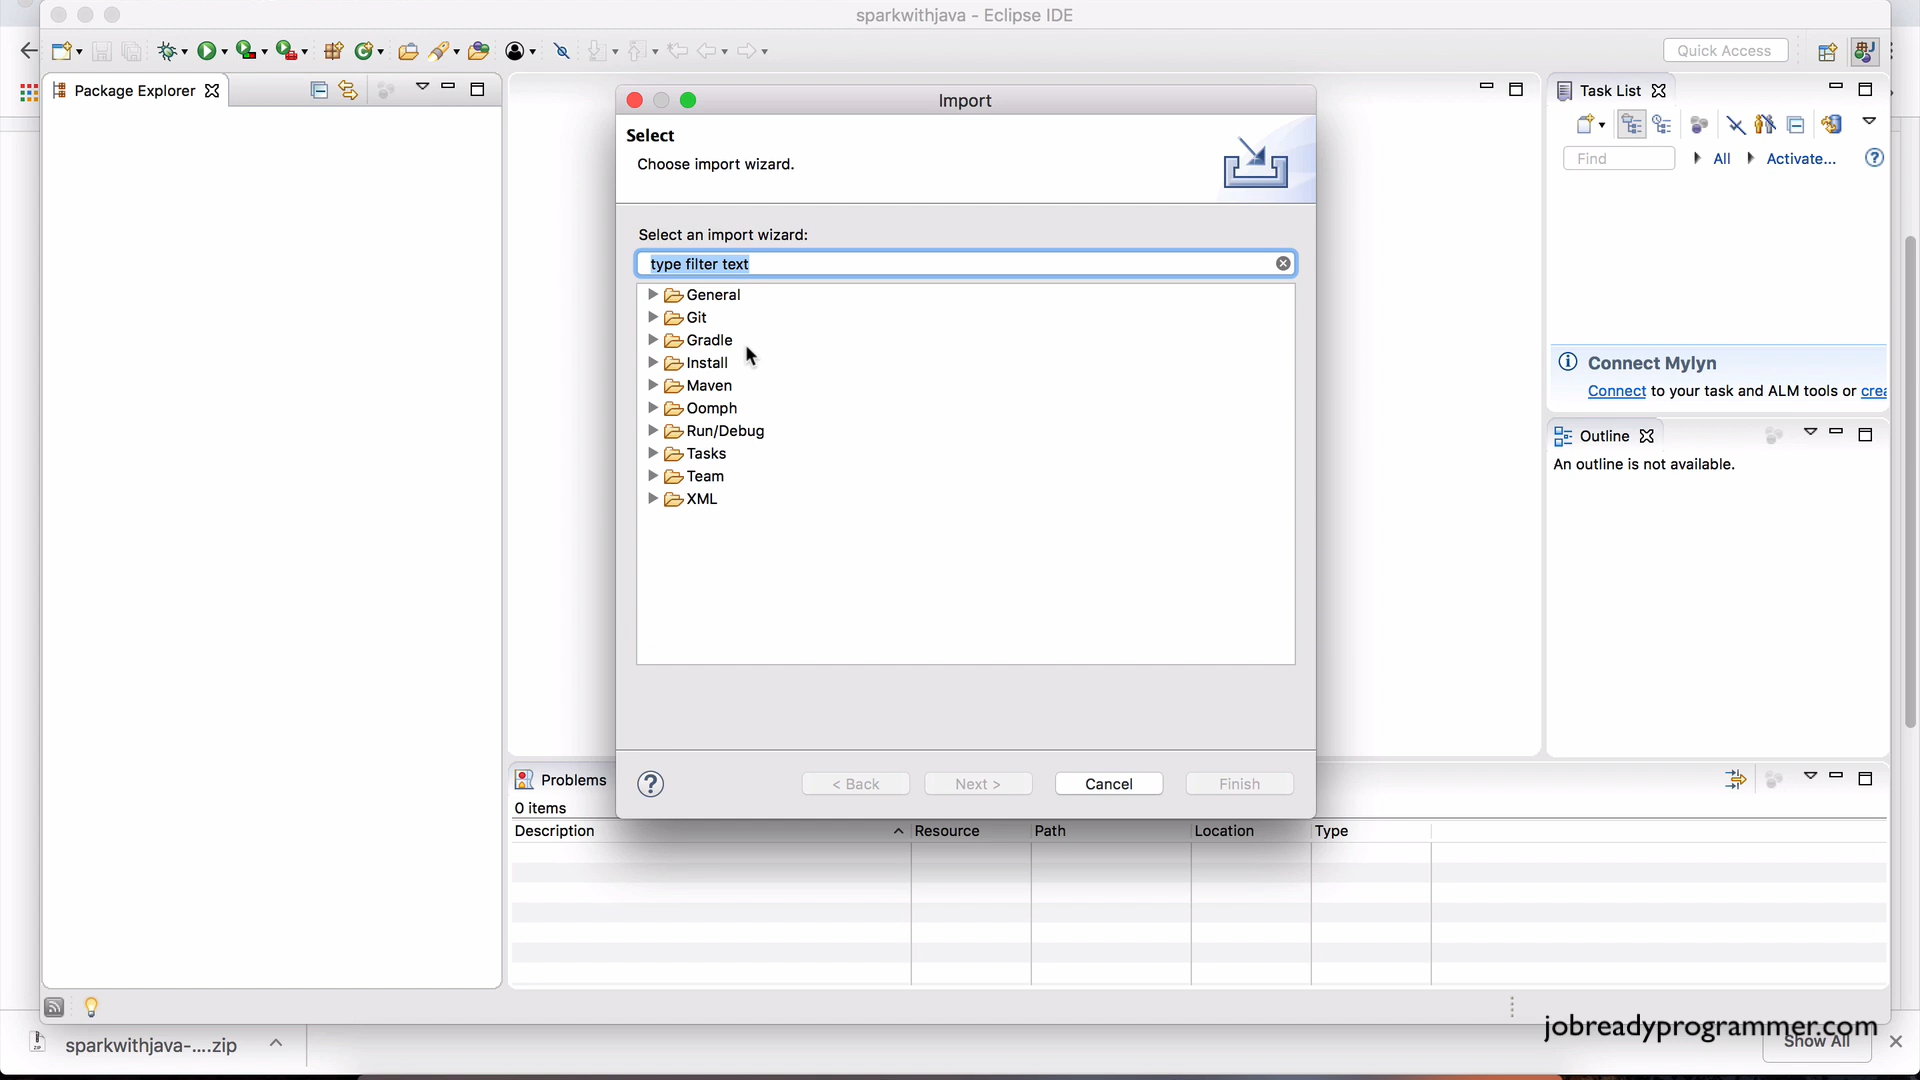 sparkwithjava - Eclipse IDE
Quick Access
Package Explorer
Import
Select
Choose import wizard.
Select an import wizard:
type filter text
General
Git
Gradle
Install
Maven
Oomph
Run/Debug
Tasks
Team
XML
< Back
Next >
Cancel
Finish
Task List
Find
All
Activate...
Connect Mylyn
Connect to your task and ALM tools or crea
Outline
An outline is not available.
Problems
0 items
Description
Resource
Path
Location
Type
jobreadyprogrammer.com
sparkwithjava-....zip
Show All